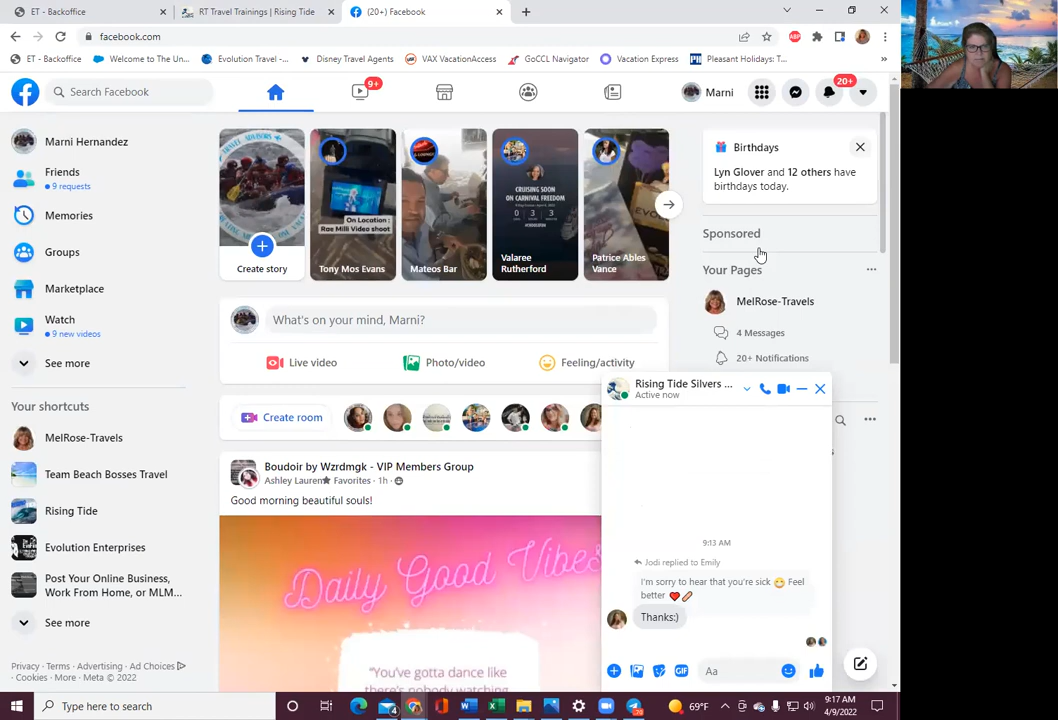 ET - Backoffice
RT Travel Trainings | Rising Tide
(20+) Facebook
facebook.com
ABP
ET - Backoffice
Welcome to The Un...
Evolution Travel -...
Disney Travel Agents
VAX VacationAccess
GoCCL Navigator
Vacation Express
Pleasant Holidays: T...
Search Facebook
9+
Marni
20+
Marni Hernandez
Friends
9 requests
Memories
Groups
Marketplace
Watch
9 new videos
See more
Your shortcuts
MelRose-Travels
Team Beach Bosses Travel
Rising Tide
Evolution Enterprises
Post Your Online Business,
Work From Home, or MLM...
See more
Privacy · Terms · Advertising · Ad Choices
· Cookies · More · Meta © 2022
Create story
On Location :
Rae Milli Video shoot
Tony Mos Evans
Mateos Bar
CRUISING SOON
ON CARNIVAL FREEDOM
0 3 3
Valaree
Rutherford
EVO
Patrice Ables
Vance
What's on your mind, Marni?
Live video
Photo/video
Feeling/activity
Create room
Boudoir by Wzrdmgk - VIP Members Group
Ashley Lauren Favorites · 1h ·
Good morning beautiful souls!
Daily Good Vibes
"You've gotta dance like
there's nobody watching,
Birthdays
Lyn Glover and 12 others have
birthdays today.
Sponsored
Your Pages
MelRose-Travels
4 Messages
20+ Notifications
Rising Tide Silvers ...
Active now
9:13 AM
Jodi replied to Emily
I'm sorry to hear that you're sick 😷 Feel
better ❤️🩹
Thanks:)
GIF
Aa
Type here to search
4
69°F
9:17 AM
4/9/2022